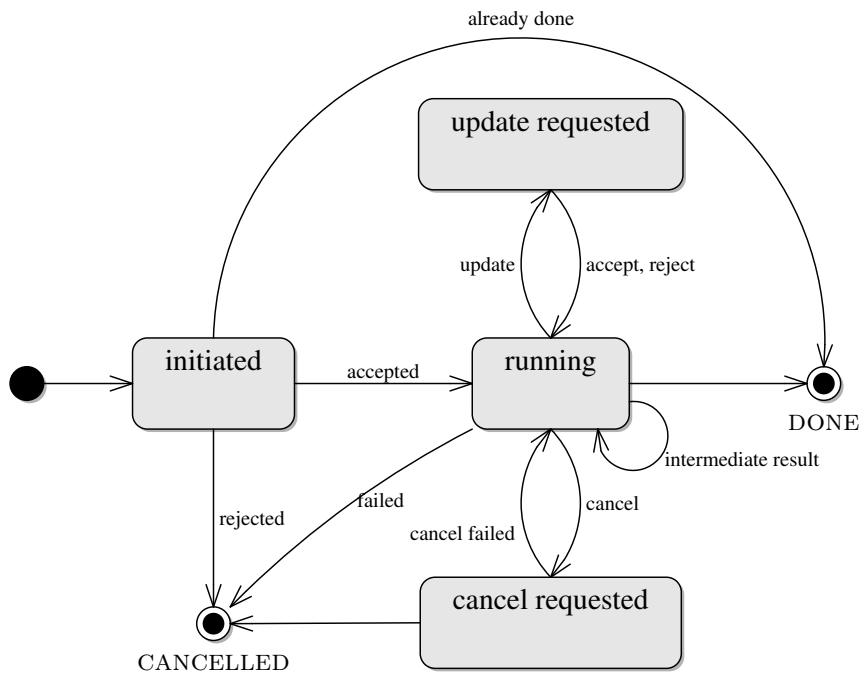 already done
update requested
update
accept, reject
initiated
accepted
running
DONE
intermediate result
failed
rejected
cancel failed
cancel
cancel requested
CANCELLED